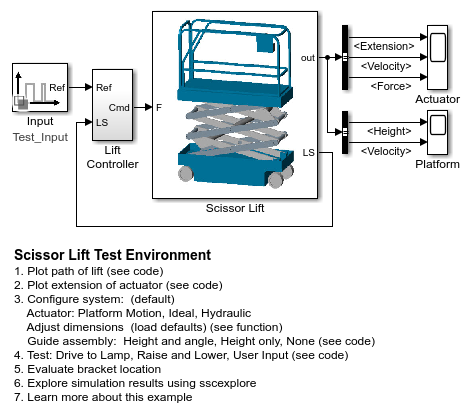 out
<Extension>
<Velocity>
<Force>
Actuator
Ref
Ref
Cmd
F
LS
LS
Input
Test_Input
Lift
Controller
<Height>
<Velocity>
Platform
Scissor Lift
Scissor Lift Test Environment
1. Plot path of lift (see code)
2. Plot extension of actuator (see code)
3. Configure system:  (default)
Actuator: Platform Motion, Ideal, Hydraulic
Adjust dimensions  (load defaults) (see function)
Guide assembly:  Height and angle, Height only, None (see code)
4. Test: Drive to Lamp, Raise and Lower, User Input (see code)
5. Evaluate bracket location
6. Explore simulation results using sscexplore
7. Learn more about this example